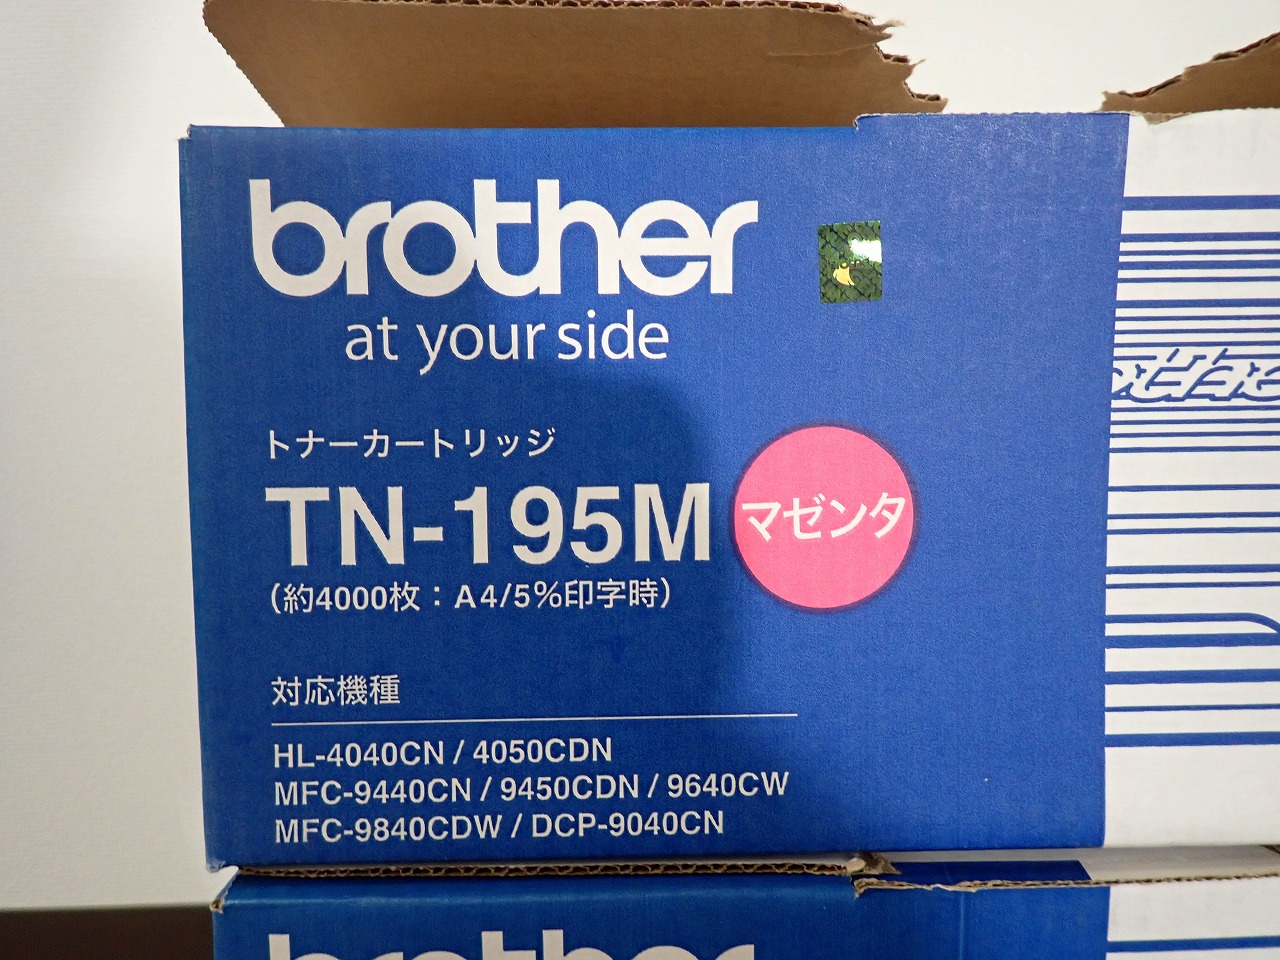 brother
at your side
トナーカートリッジ
TN-195M
マゼンタ
(約4000枚：A4/5%印字時)
対応機種
HL-4040CN / 4050CDN
MFC-9440CN / 9450CDN / 9640CW
MFC-9840CDW / DCP-9040CN
brother